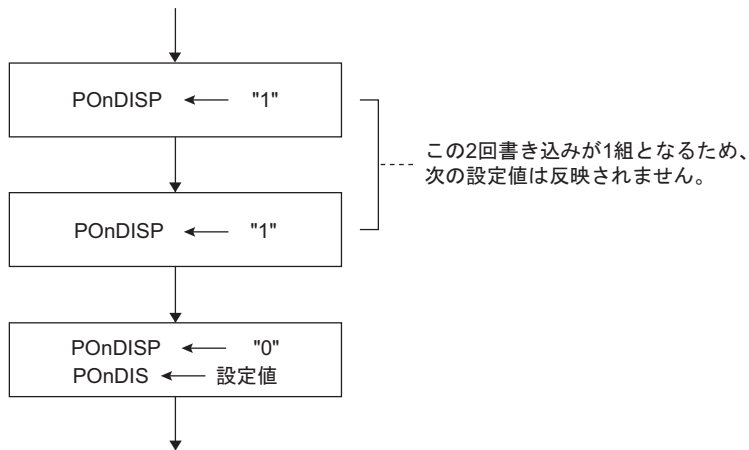 POnDISP ← "1"
この2回書き込みが1組となるため、
次の設定値は反映されません。
POnDISP ← "1"
POnDISP ← "0"
POnDIS ← 設定値